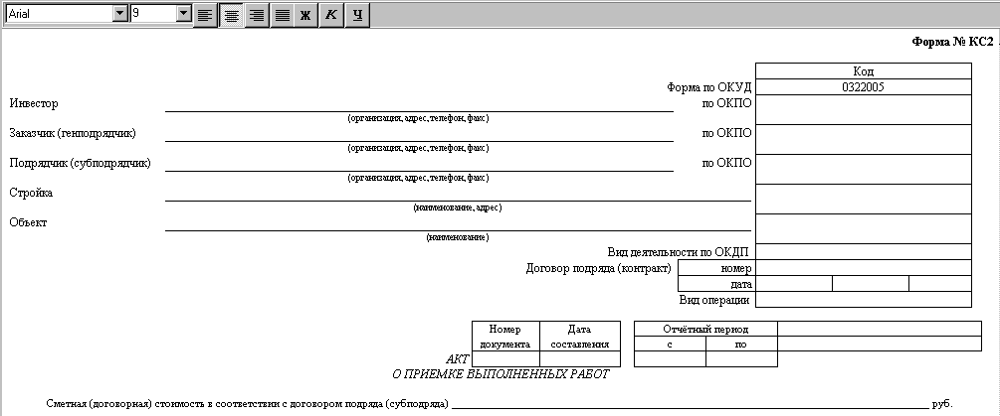 Arial 9 Ж К Ч
Форма № КС2
Код
Форма по ОКУД 0322005
Инвестор по ОКПО
(организация, адрес, телефон, факс)
Заказчик (генподрядчик) по ОКПО
(организация, адрес, телефон, факс)
Подрядчик (субподрядчик) по ОКПО
(организация, адрес, телефон, факс)
Стройка
(наименование, адрес)
Объект
(наименование)
Вид деятельности по ОКДП
Договор подряда (контракт) номер
дата
Вид операции
Номер Дата Отчётный период
документа составления с по
АКТ
О ПРИЕМКЕ ВЫПОЛНЕННЫХ РАБОТ
Сметная (договорная) стоимость в соответствии с договором подряда (субподряда) руб.